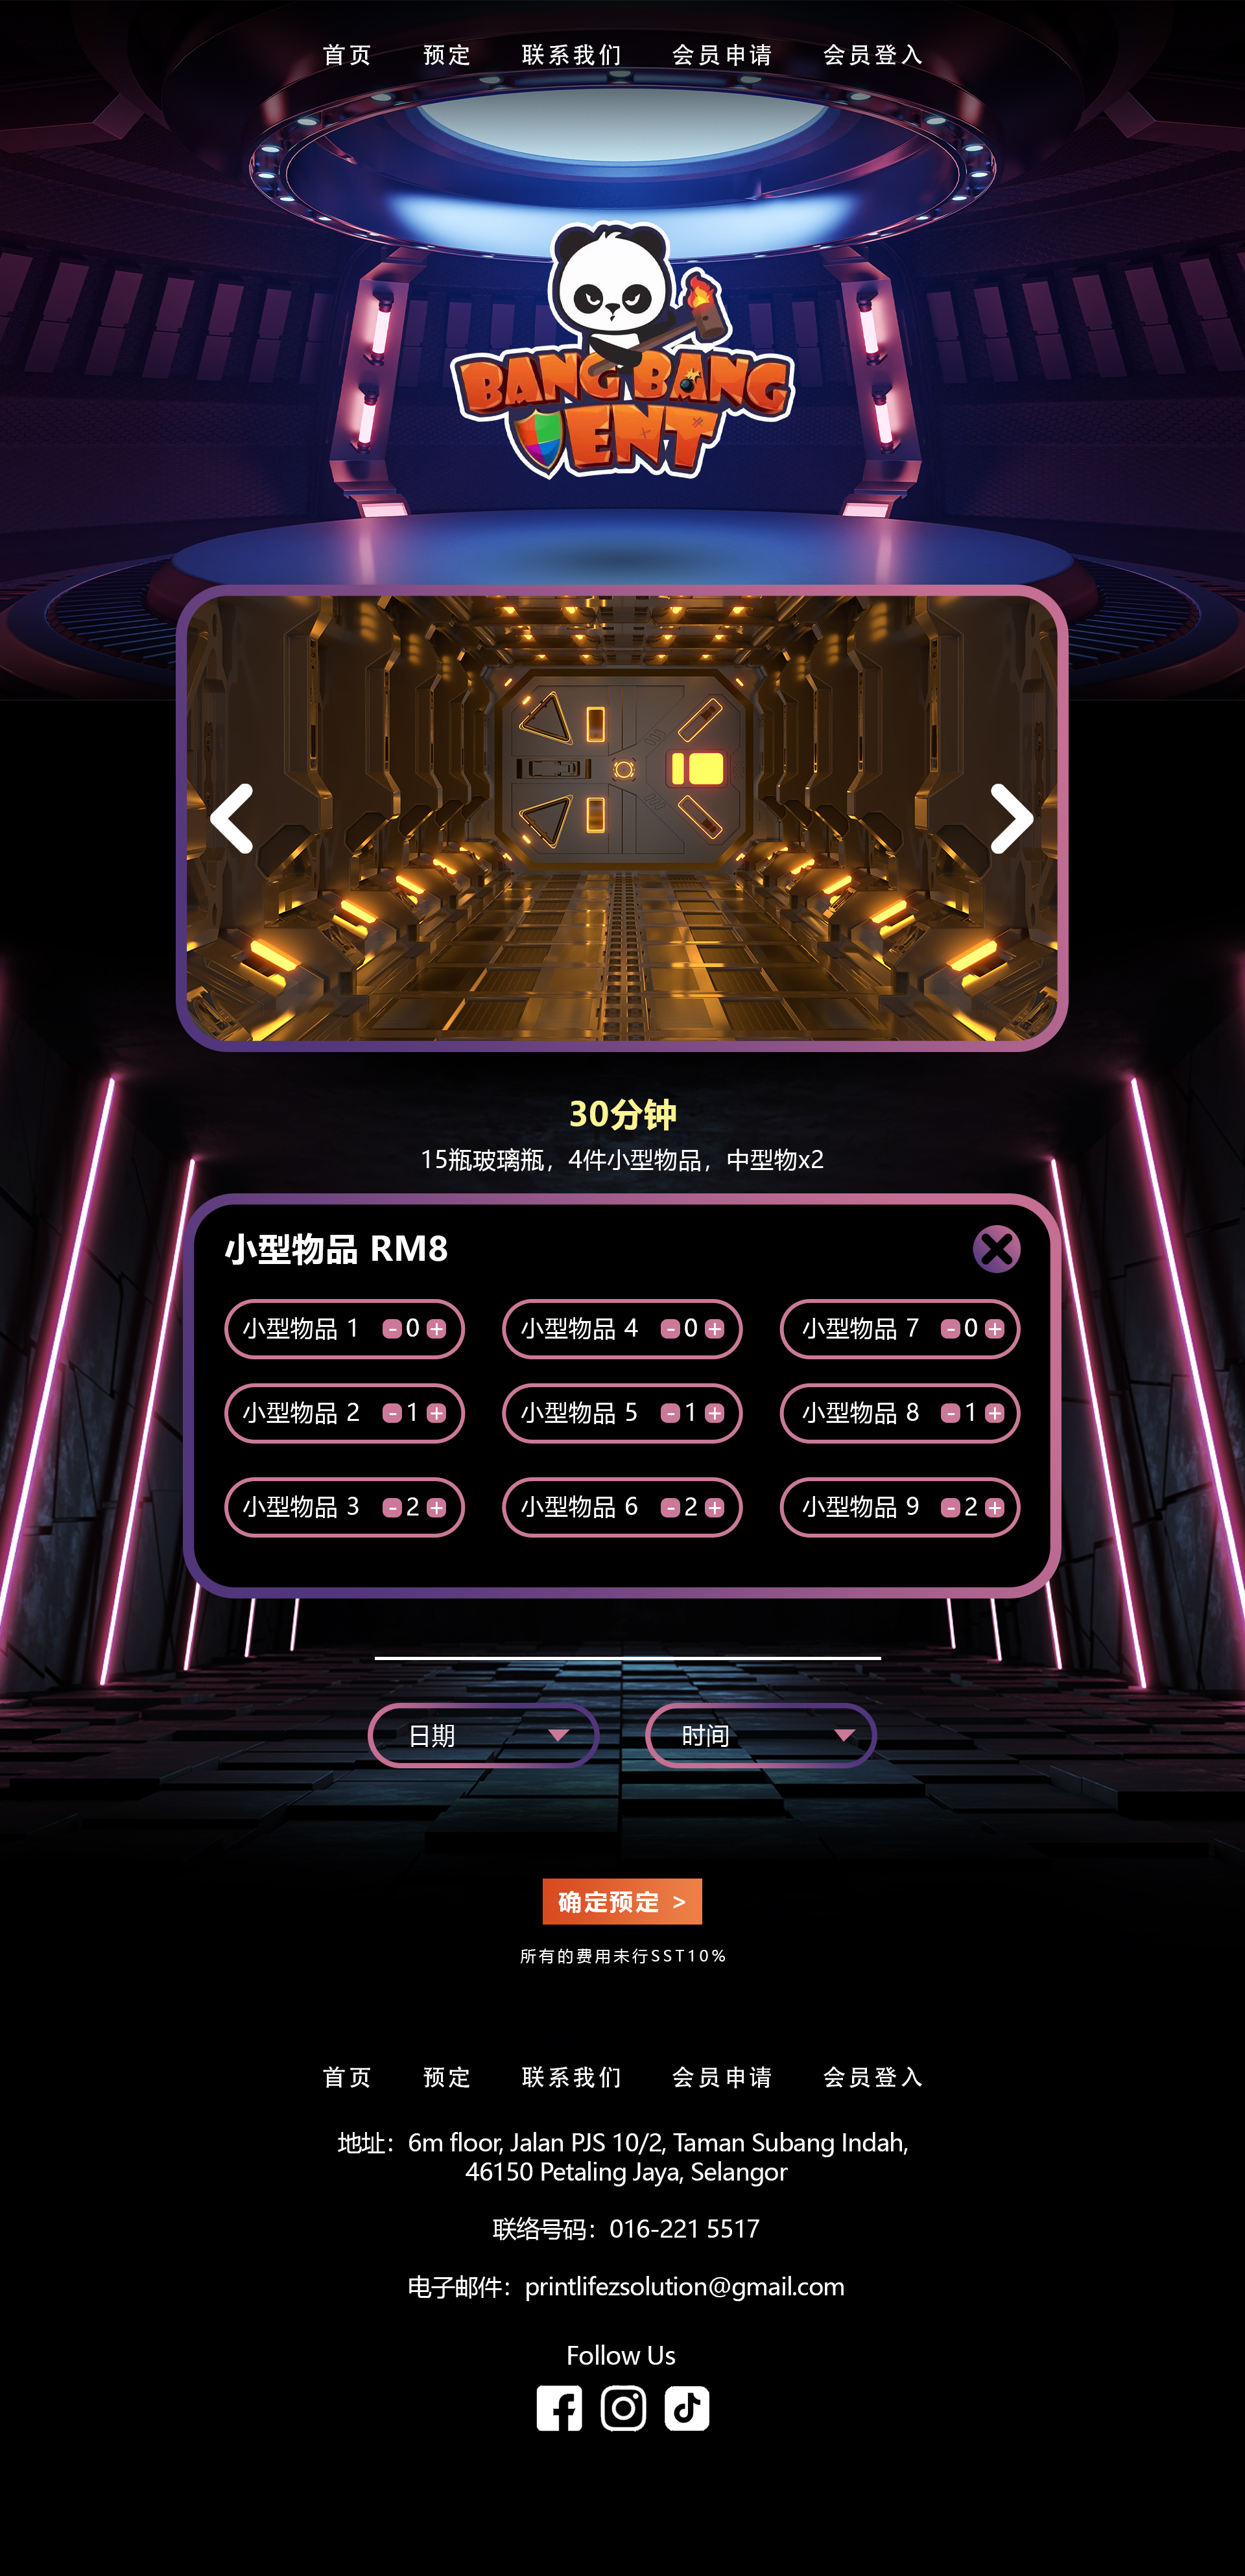 首页 预定 联系我们 会员申请 会员登入
BANG BANG
ENT
30分钟
15瓶玻璃瓶，4件小型物品，中型物x2
小型物品 RM8
小型物品 1 - 0 + 小型物品 4 - 0 + 小型物品 7 - 0 +
小型物品 2 - 1 + 小型物品 5 - 1 + 小型物品 8 - 1 +
小型物品 3 - 2 + 小型物品 6 - 2 + 小型物品 9 - 2 +
日期 时间
确定预定 >
所有的费用未行SST10%
首页 预定 联系我们 会员申请 会员登入
地址：6m floor, Jalan PJS 10/2, Taman Subang Indah,
46150 Petaling Jaya, Selangor
联络号码：016-221 5517
电子邮件：printlifezsolution@gmail.com
Follow Us